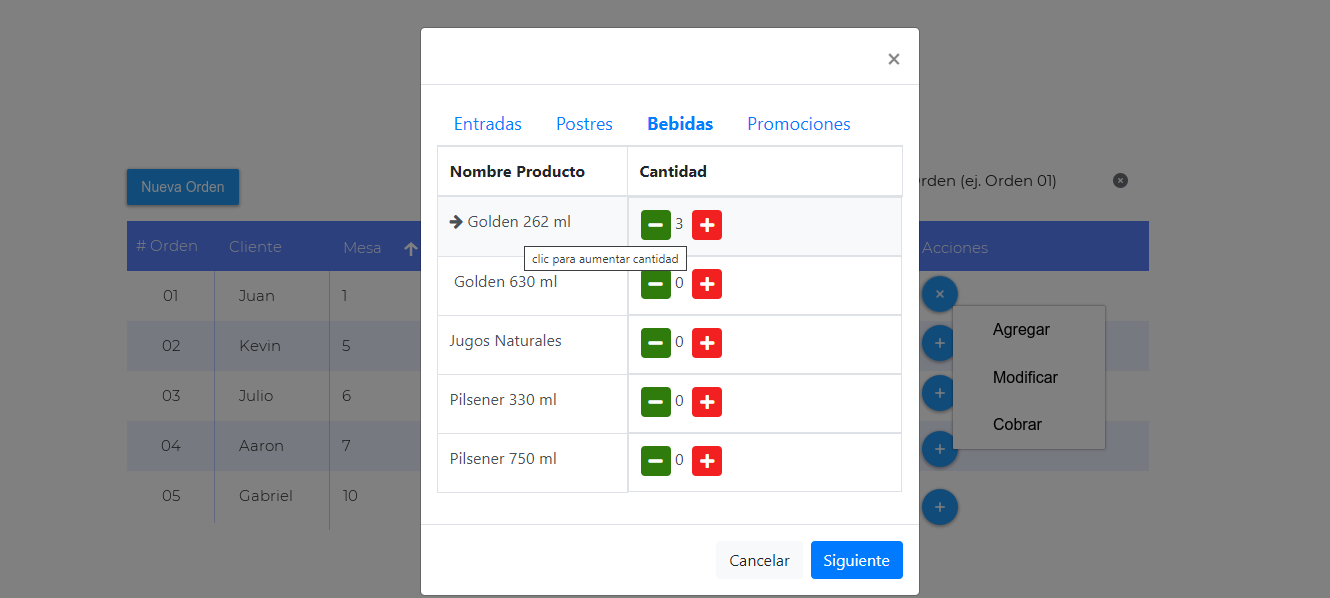 ×
Entradas Postres Bebidas Promociones
Nombre Producto Cantidad
Golden 262 ml 3
clic para aumentar cantidad
Golden 630 ml 0
Jugos Naturales 0
Pilsener 330 ml 0
Pilsener 750 ml 0
Cancelar Siguiente
Nueva Orden
(ej. Orden 01)
# Orden Cliente Mesa Acciones
01 Juan 1
02 Kevin 5
03 Julio 6
04 Aaron 7
05 Gabriel 10
Agregar
Modificar
Cobrar